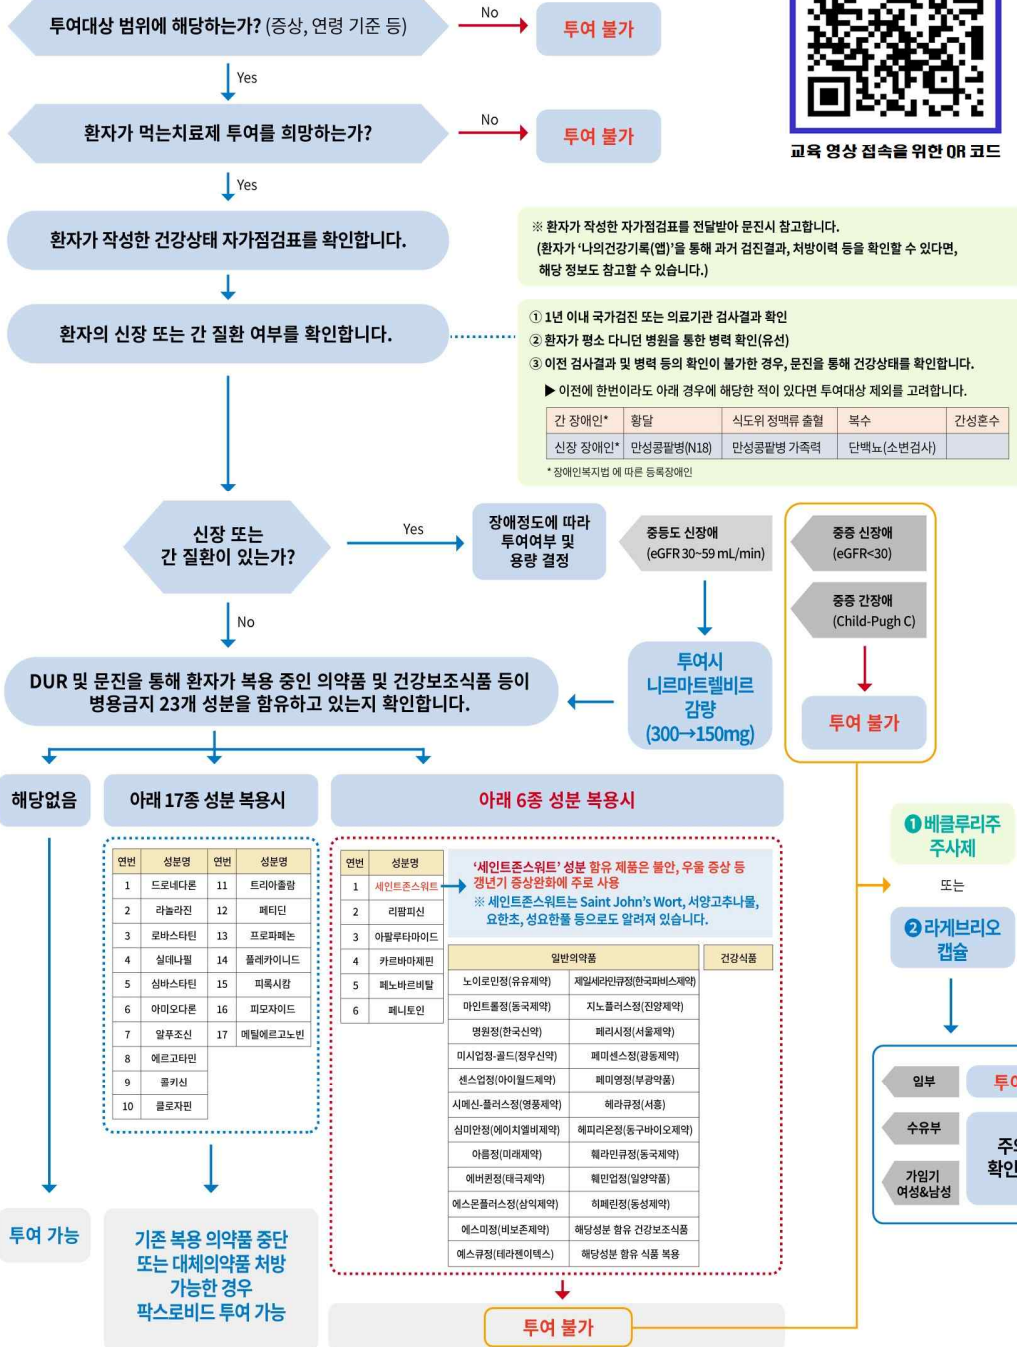 투여대상 범위에 해당하는가? (증상, 연령 기준 등)
No
투여 불가
Yes
환자가 먹는치료제 투여를 희망하는가?
No
투여 불가
교육 영상 접속을 위한 QR 코드
Yes
환자가 작성한 건강상태 자가점검표를 확인합니다.
※ 환자가 작성한 자가점검표를 전달받아 문진시 참고합니다.
(환자가 ‘나의건강기록(앱)’을 통해 과거 검진결과, 처방이력 등을 확인할 수 있다면,
해당 정보도 참고할 수 있습니다.)
환자의 신장 또는 간 질환 여부를 확인합니다.
① 1년 이내 국가검진 또는 의료기관 검사결과 확인
② 환자가 평소 다니던 병원을 통한 병력 확인(유선)
③ 이전 검사결과 및 병력 등의 확인이 불가한 경우, 문진을 통해 건강상태를 확인합니다.
▶ 이전에 한번이라도 아래 경우에 해당한 적이 있다면 투여대상 제외를 고려합니다.
간 장애인* 황달 식도위 정맥류 출혈 복수 간성혼수
신장 장애인* 만성콩팥병(N18) 만성콩팥병 가족력 단백뇨(소변검사)
* 장애인복지법 에 따른 등록장애인
신장 또는
간 질환이 있는가?
Yes
장애정도에 따라
투여여부 및
용량 결정
중등도 신장애
(eGFR 30~59 mL/min)
중증 신장애
(eGFR<30)
중증 간장애
(Child-Pugh C)
No
투여시
니르마트렐비르
감량
(300→150mg)
투여 불가
DUR 및 문진을 통해 환자가 복용 중인 의약품 및 건강보조식품 등이
병용금지 23개 성분을 함유하고 있는지 확인합니다.
해당없음
아래 17종 성분 복용시
아래 6종 성분 복용시
연번 성분명 연번 성분명
1 드로네다론 11 트리아졸람
2 라놀라진 12 페티딘
3 로바스타틴 13 프로파페논
4 실데나필 14 플레카이니드
5 심바스타틴 15 피록시캄
6 아미오다론 16 피모자이드
7 알푸조신 17 메틸에르고노빈
8 에르고타민
9 콜키신
10 클로자핀
연번 성분명
1 세인트존스워트
2 리팜피신
3 아팔루타마이드
4 카르바마제핀
5 페노바르비탈
6 페니토인
‘세인트존스워트’ 성분 함유 제품은 불안, 우울 증상 등
갱년기 증상완화에 주로 사용
※ 세인트존스워트는 Saint John’s Wort, 서양고추나물,
요한초, 성요한풀 등으로도 알려져 있습니다.
일반의약품 건강식품
노이로민정(유유제약) 제일세라민큐정(한국파비스제약)
마인트롤정(동국제약) 지노플러스정(진양제약)
명원정(한국신약) 페리시정(서울제약)
미시업정-골드(정우신약) 페미센스정(광동제약)
센스업정(아이월드제약) 페미영정(부광약품)
시메신-플러스정(영풍제약) 헤라큐정(서흥)
심미안정(에이치엘비제약) 헤피리온정(동구바이오제약)
아름정(미래제약) 훼라민큐정(동국제약)
에버퀸정(태극제약) 훼민업정(일양약품)
에스몬플러스정(삼익제약) 히페린정(동성제약)
에스미정(비보존제약) 해당성분 함유 건강보조식품
예스큐정(테라젠이텍스) 해당성분 함유 식품 복용
❶ 베클루리주
주사제
또는
❷ 라게브리오
캡슐
임부
수유부
가임기
여성&남성
확인
투여 가능
기존 복용 의약품 중단
또는 대체의약품 처방
가능한 경우
팍스로비드 투여 가능
투여 불가